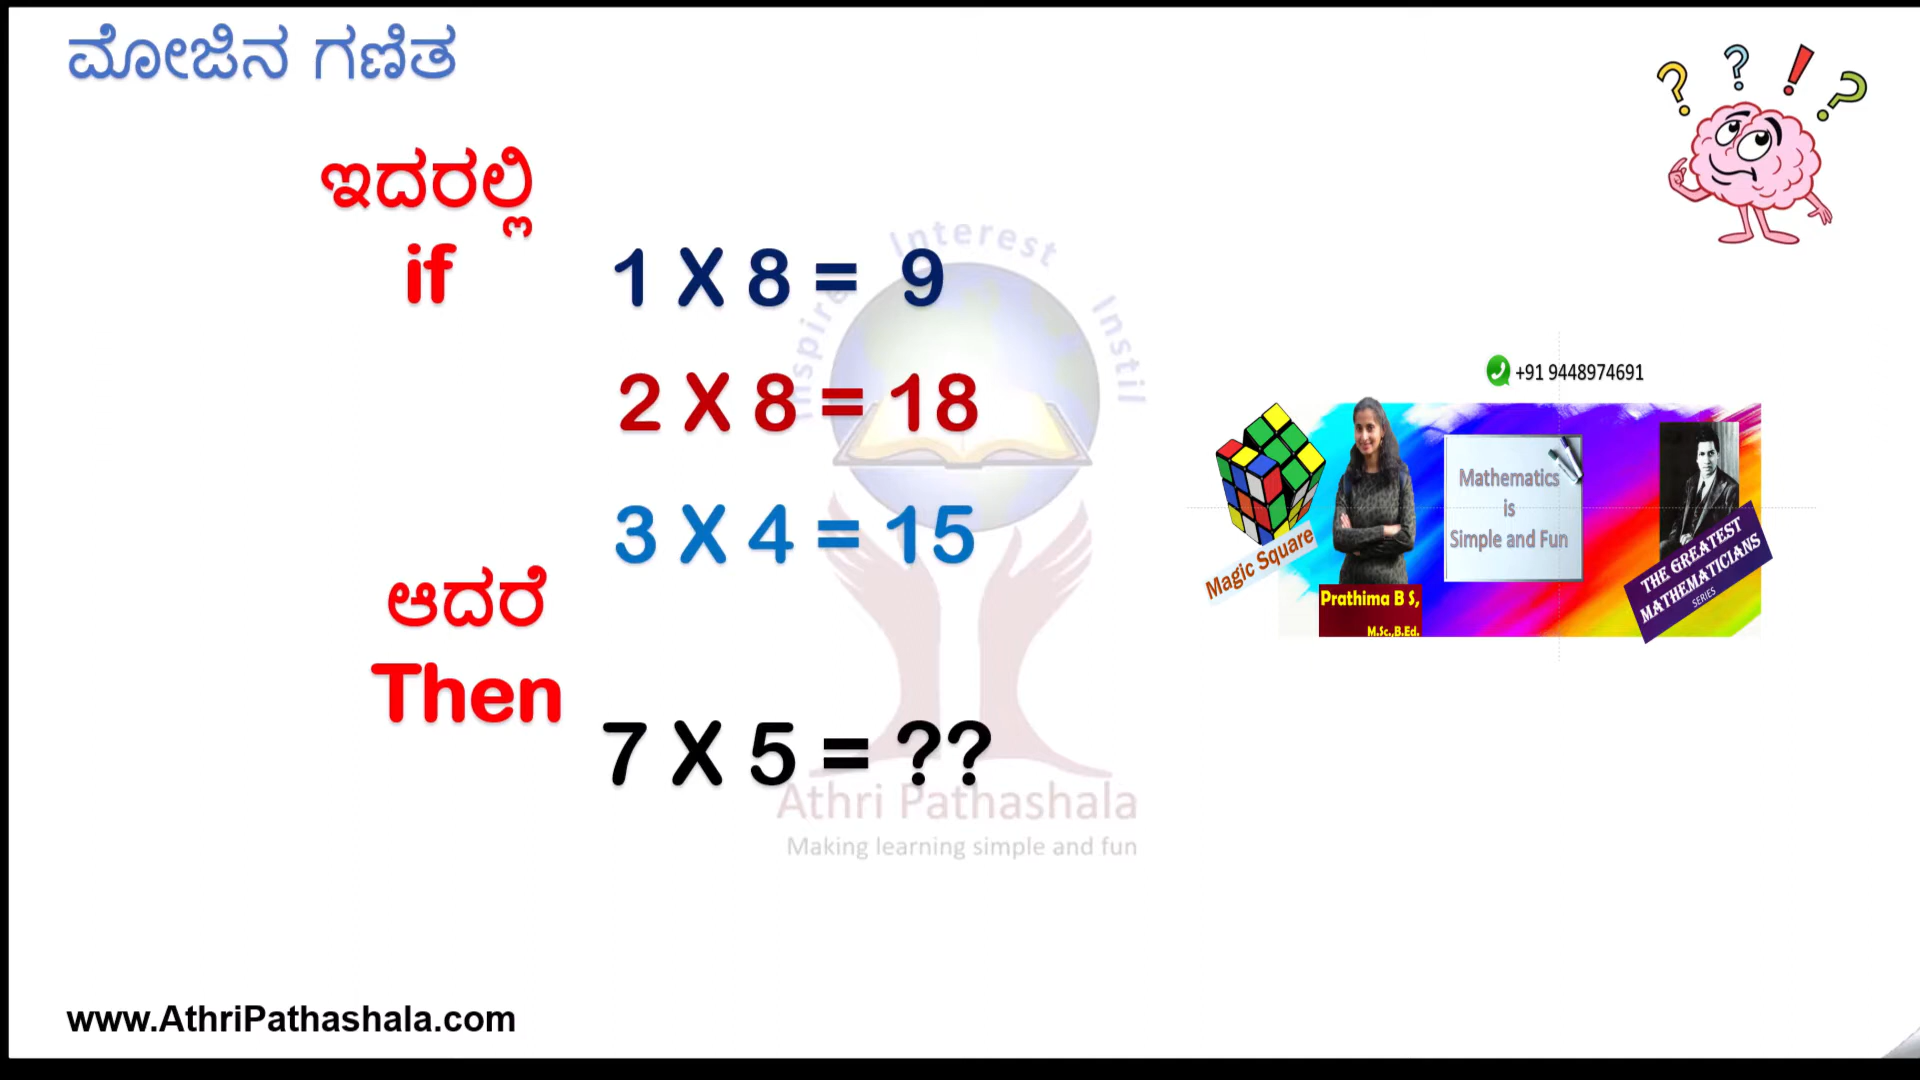 ಮೋಜಿನ ಗಣಿತ
ಇದರಲ್ಲಿ
if
1 X 8 = 9
2 X 8 = 18
3 X 4 = 15
ಆದರೆ
Then
7 X 5 = ??
Inspire Interest Instil
Athri Pathashala
Making learning simple and fun
+91 9448974691
Magic Square
Prathima B S,
M.Sc.,B.Ed.
Mathematics
is
Simple and Fun
THE GREATEST
MATHEMATICIANS
SERIES
www.AthriPathashala.com